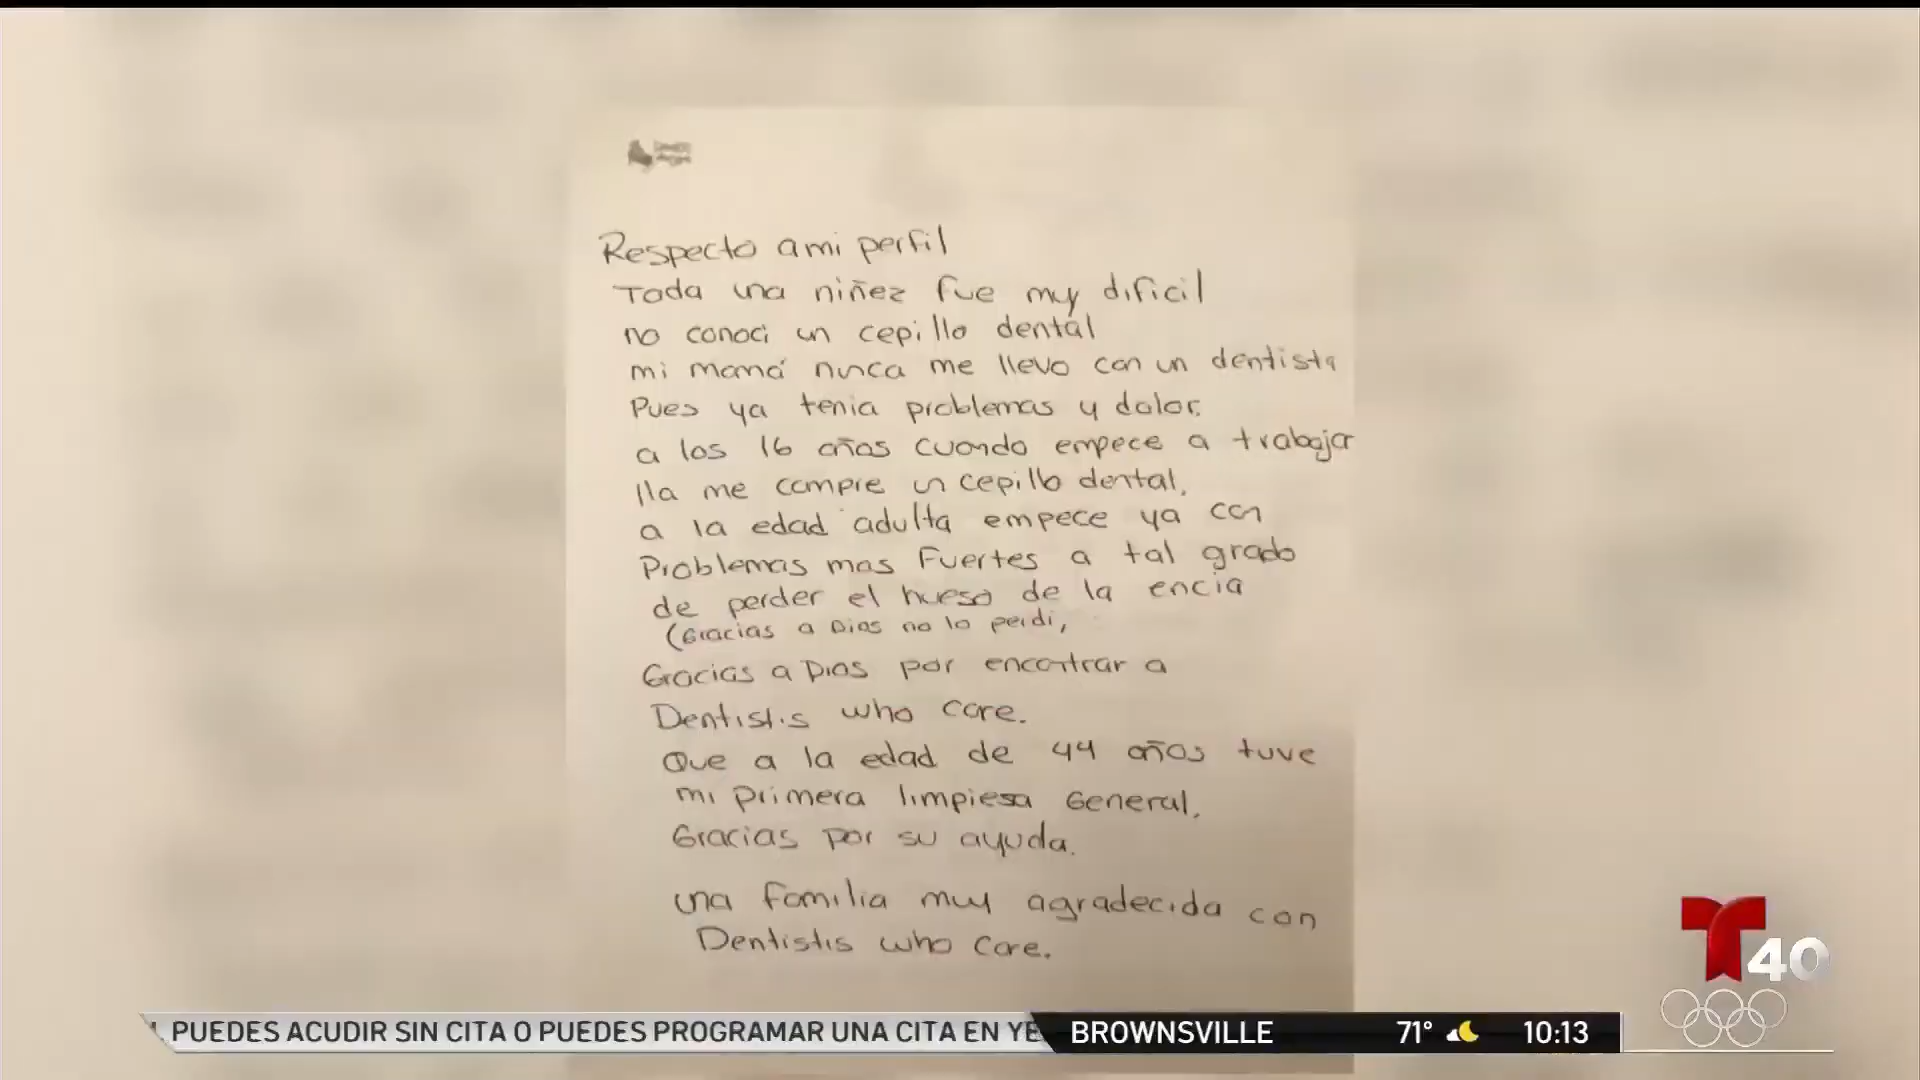 Respecto a mi perfil
Toda una niñez fue muy dificil
no conoci un cepillo dental
mi mamá nunca me llevo con un dentista
Pues ya tenia problemas y dolor.
a los 16 años cuando empece a trabajar
lla me compre un cepillo dental.
a la edad adulta empece ya con
Problemas mas Fuertes a tal grado
de perder el hueso de la encia
(Gracias a Dios no lo perdi,
Gracias a Dios por encontrar a
Dentistis who care.
Que a la edad de 44 años tuve
mi primera limpiesa General.
Gracias por su ayuda.
una familia muy agradecida con
Dentistis who Care.
T 40
. PUEDES ACUDIR SIN CITA O PUEDES PROGRAMAR UNA CITA EN YE
BROWNSVILLE 71° 10:13